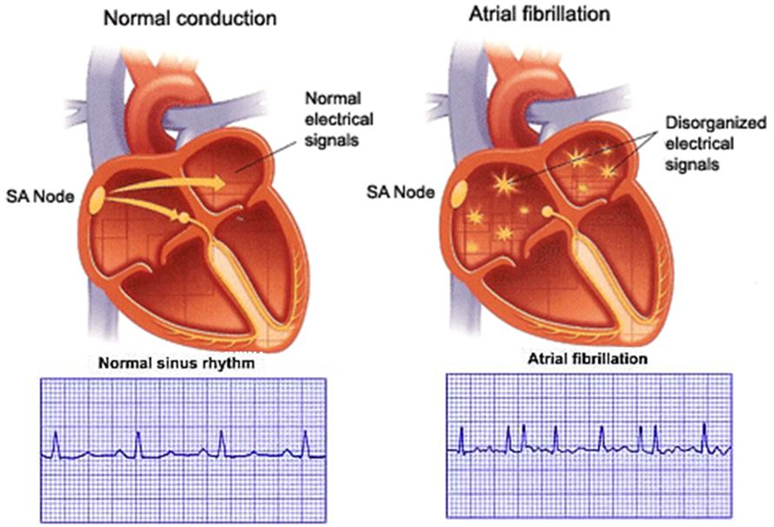 Normal conduction
Atrial fibrillation
Normal
electrical
signals
Disorganized
electrical
signals
SA Node
SA Node
Normal sinus rhythm
Atrial fibrillation